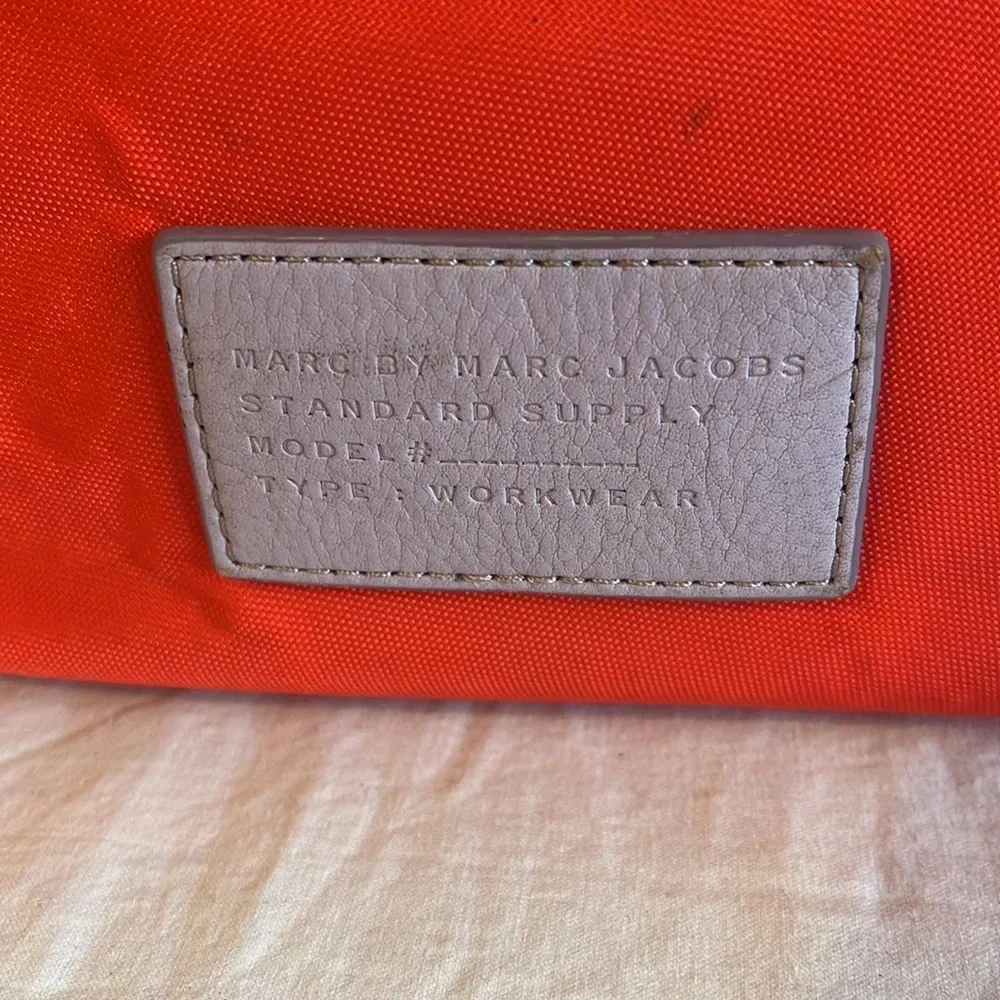 MARC BY MARC JACOBS
STANDARD SUPPLY
MODEL#__________
TYPE : WORKWEAR